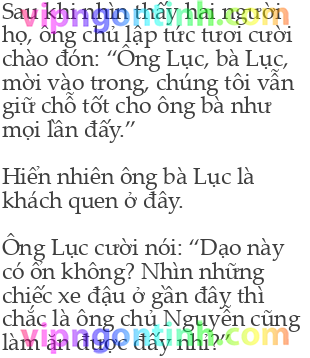 Sau khi nhìn thấy hai người
họ, ông chủ lập tức tươi cười
chào đón: “Ông Lục, bà Lục,
mời vào trong, chúng tôi vẫn
giữ chỗ tốt cho ông bà như
mọi lần đấy.”
Hiển nhiên ông bà Lục là
khách quen ở đây.
Ông Lục cười nói: “Dạo này
có ổn không? Nhìn những
chiếc xe đậu ở gần đây thì
chắc là ông chủ Nguyễn cũng
làm ăn được đấy nhỉ?”
vipngontinh.com
vipngontinh.com